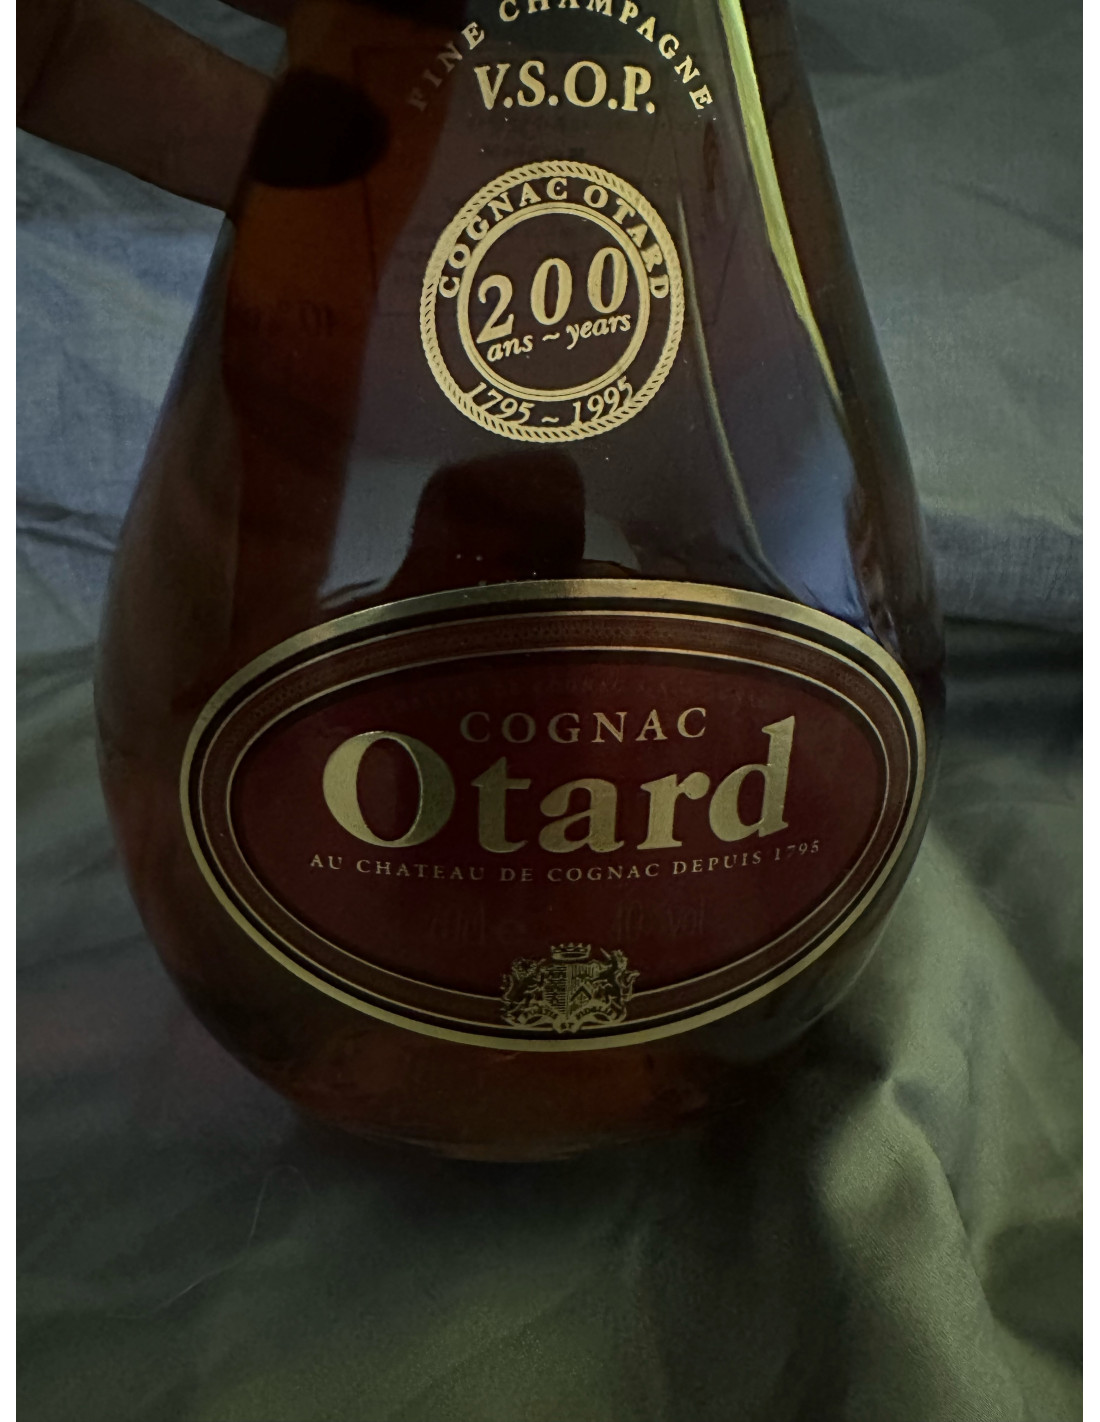 FINE CHAMPAGNE
V.S.O.P.
COGNAC OTARD
200
ans ~ years
1795 ~ 1995
COGNAC
Otard
AU CHATEAU DE COGNAC DEPUIS 1795